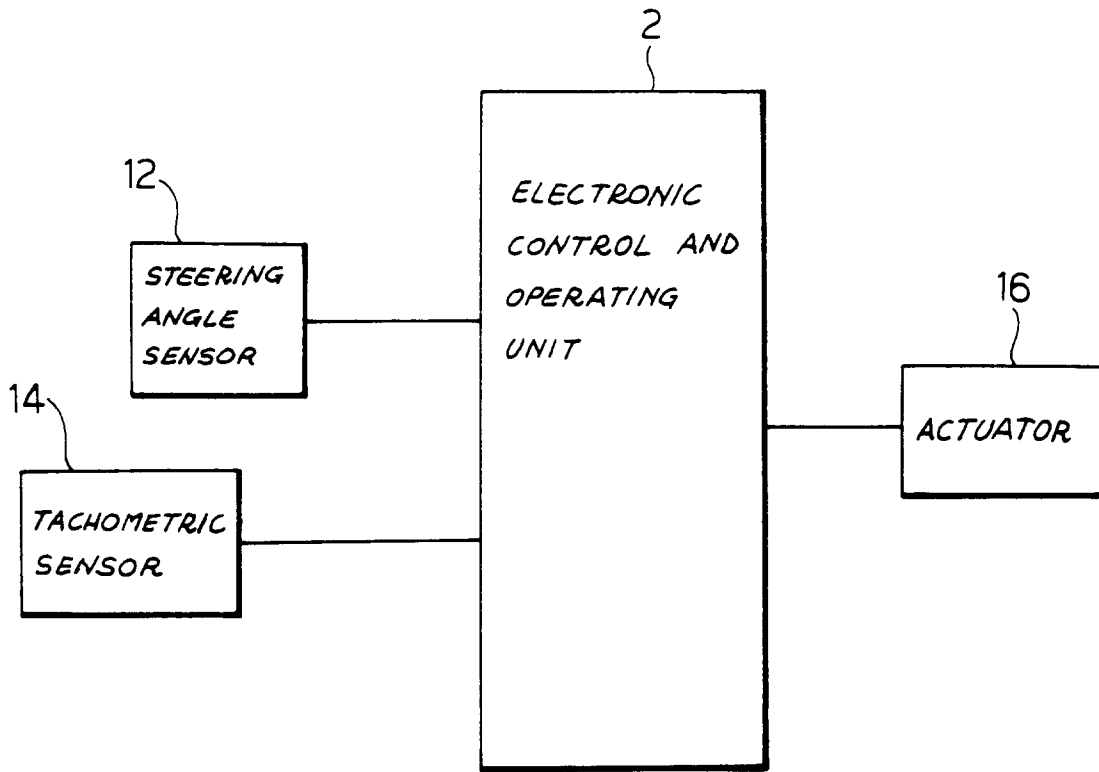 2
12
STEERING
ANGLE
SENSOR
14
TACHOMETRIC
SENSOR
ELECTRONIC
CONTROL AND
OPERATING
UNIT
16
ACTUATOR